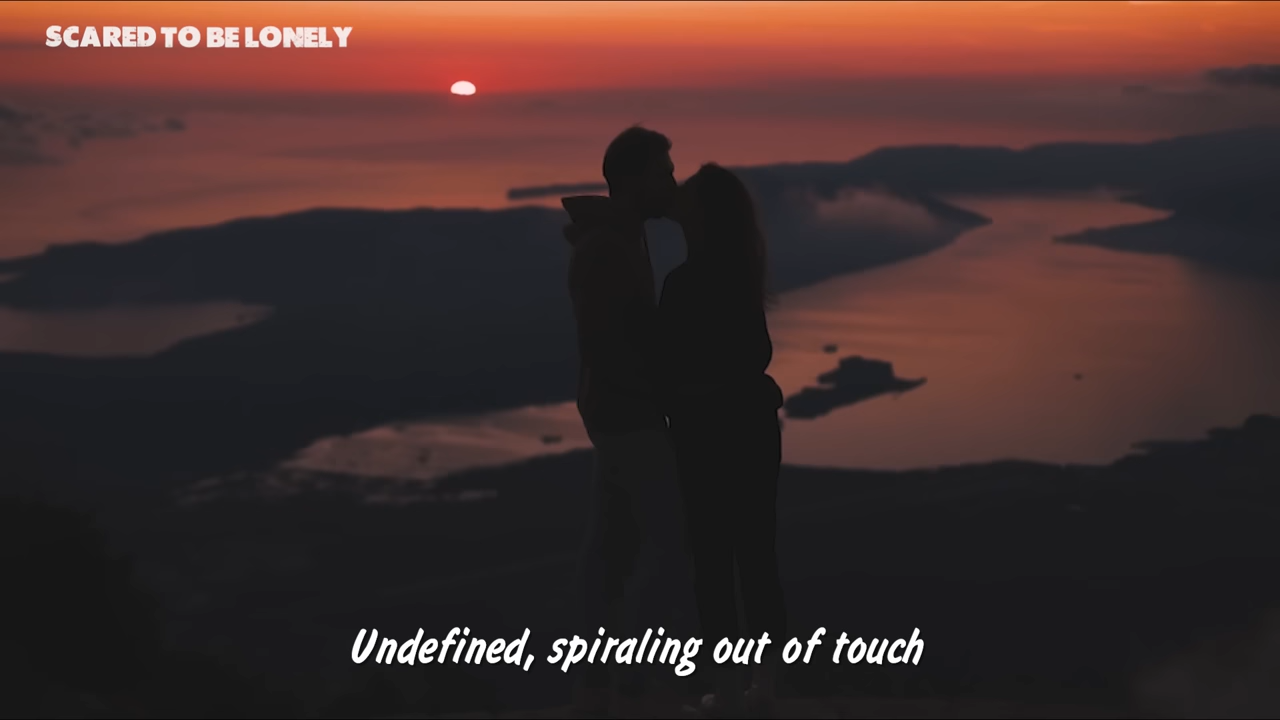 SCARED TO BE LONELY
Undefined, spiraling out of touch